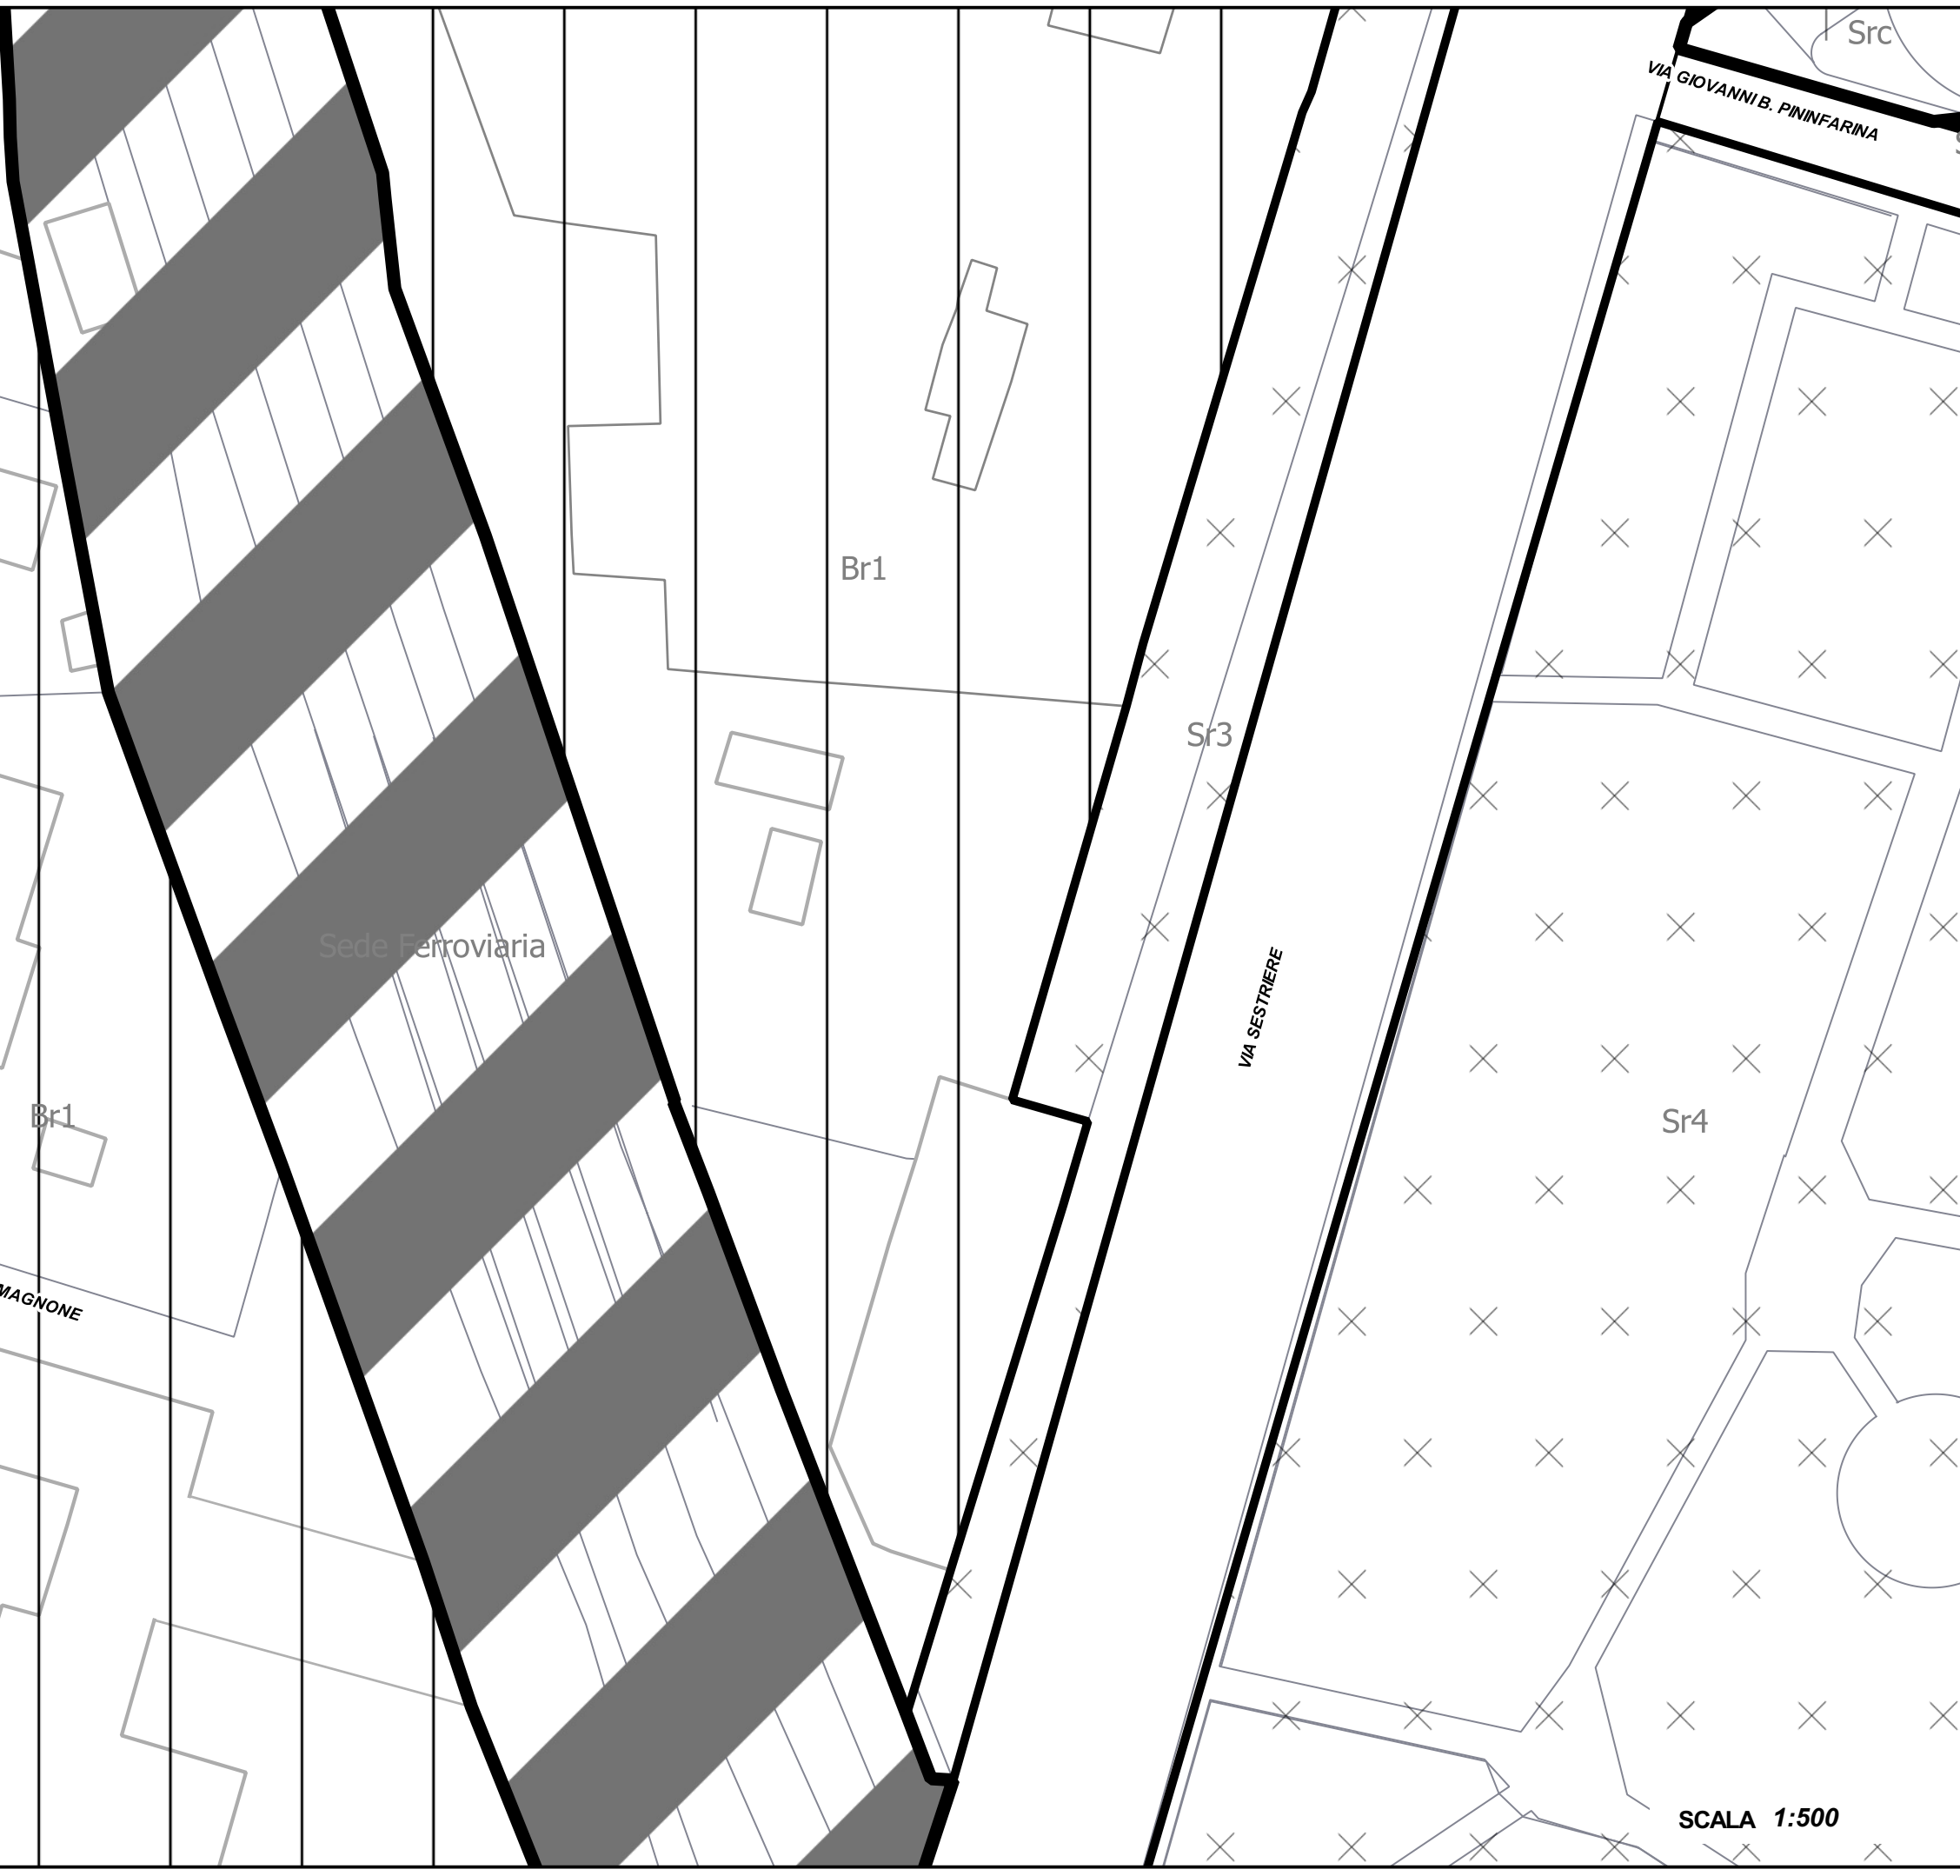 Src
VIA GIOVANNI B. PININFARINA
Br1
Sr3
Sede Ferroviaria
VIA SESTRIERE
Br1
Sr4
MAGNONE
SCALA 1:500